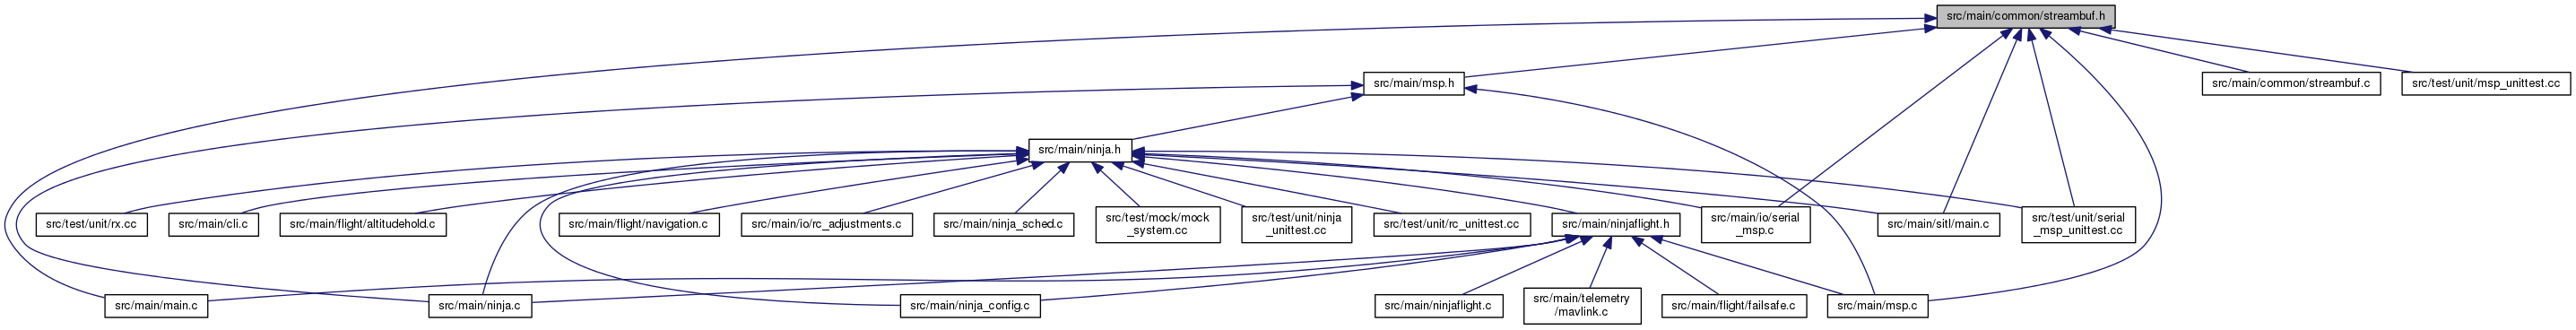 src/main/common/streambuf.h
src/main/msp.h
src/main/common/streambuf.c
src/test/unit/msp_unittest.cc
src/main/ninja.h
src/test/unit/rx.cc
src/main/cli.c
src/main/flight/altitudehold.c
src/main/flight/navigation.c
src/main/io/rc_adjustments.c
src/main/ninja_sched.c
src/test/mock/mock
_system.cc
src/test/unit/ninja
_unittest.cc
src/test/unit/rc_unittest.cc
src/main/ninjaflight.h
src/main/io/serial
_msp.c
src/main/sitl/main.c
src/test/unit/serial
_msp_unittest.cc
src/main/main.c
src/main/ninja.c
src/main/ninja_config.c
src/main/ninjaflight.c
src/main/telemetry
/mavlink.c
src/main/flight/failsafe.c
src/main/msp.c